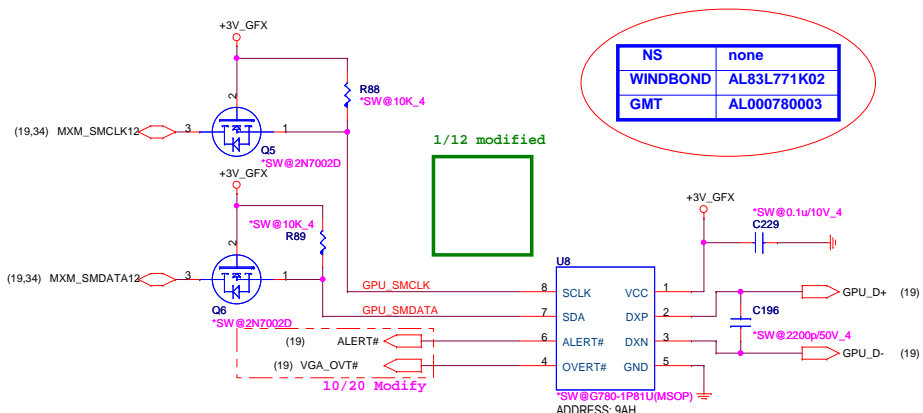 +3V_GFX
NS none
WINDBOND AL83L771K02
GMT AL000780003
R88
*SW@10K_4
2
(19,34) MXM_SMCLK12 3 1
Q5
*SW@2N7002D
1/12 modified
+3V_GFX
+3V_GFX
*SW@10K_4
R89
*SW@0.1u/10V_4
C229
2
U8
(19,34) MXM_SMDATA12 3 1
Q6
*SW@2N7002D
GPU_SMCLK 8 SCLK VCC 1
GPU_D+ (19)
GPU_SMDATA 7 SDA DXP 2
C196
*SW@2200p/50V_4
(19) ALERT# 6 ALERT# DXN 3
GPU_D- (19)
(19) VGA_OVT# 4 OVERT# GND 5
10/20 Modify
*SW@G780-1P81U(MSOP)
ADDRESS: 9AH